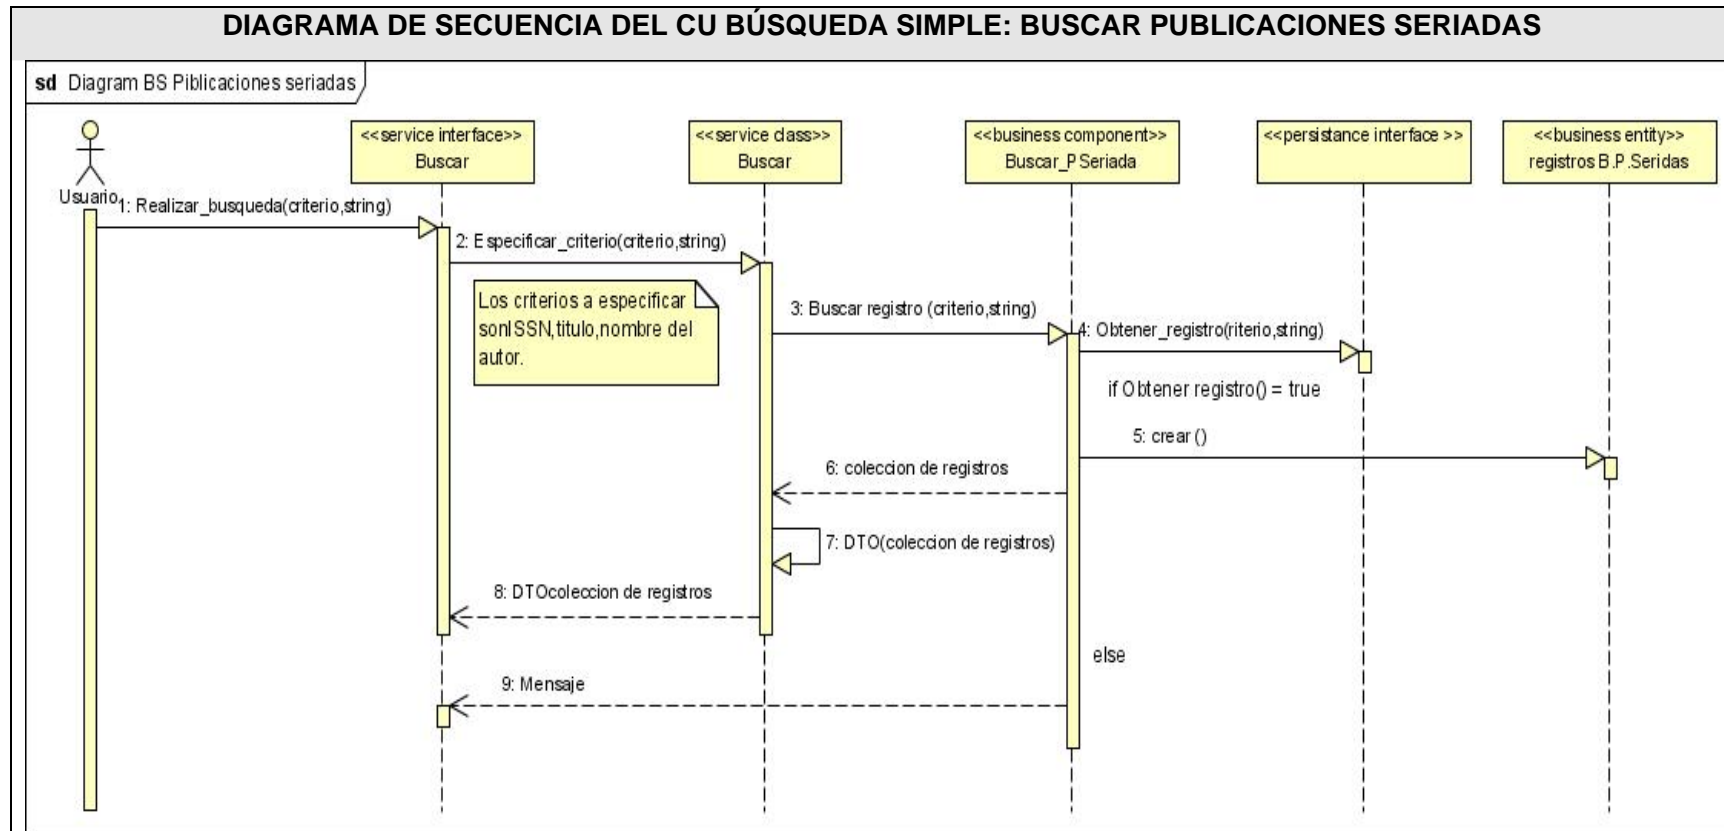 DIAGRAMA DE SECUENCIA DEL CU BÚSQUEDA SIMPLE: BUSCAR PUBLICACIONES SERIADAS
sd Diagram BS Piblicaciones seriadas
<<service interface>>
Buscar
<<service class>>
Buscar
<<business component>>
Buscar_PSeriada
<<persistance interface >>
<<business entity>>
registros B.P.Seridas
Usuario
1: Realizar_busqueda(criterio,string)
2: Especificar_criterio(criterio,string)
Los criterios a especificar
sonISSN,titulo,nombre del
autor.
3: Buscar registro (criterio,string)
4: Obtener_registro(riterio,string)
if Obtener registro() = true
5: crear ()
6: coleccion de registros
7: DTO(coleccion de registros)
8: DTOcoleccion de registros
else
9: Mensaje